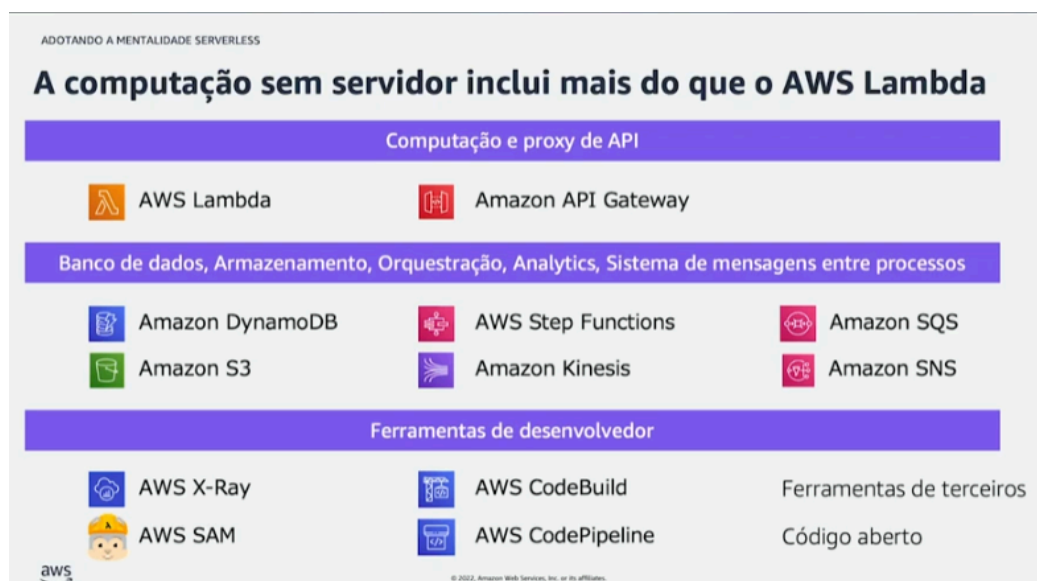 ADOTANDO A MENTALIDADE SERVERLESS
A computação sem servidor inclui mais do que o AWS Lambda
Computação e proxy de API
AWS Lambda
Amazon API Gateway
Banco de dados, Armazenamento, Orquestração, Analytics, Sistema de mensagens entre processos
Amazon DynamoDB
AWS Step Functions
Amazon SQS
Amazon S3
Amazon Kinesis
Amazon SNS
Ferramentas de desenvolvedor
AWS X-Ray
AWS CodeBuild
Ferramentas de terceiros
AWS SAM
AWS CodePipeline
Código aberto
aws
© 2022, Amazon Web Services, Inc. or its affiliates.